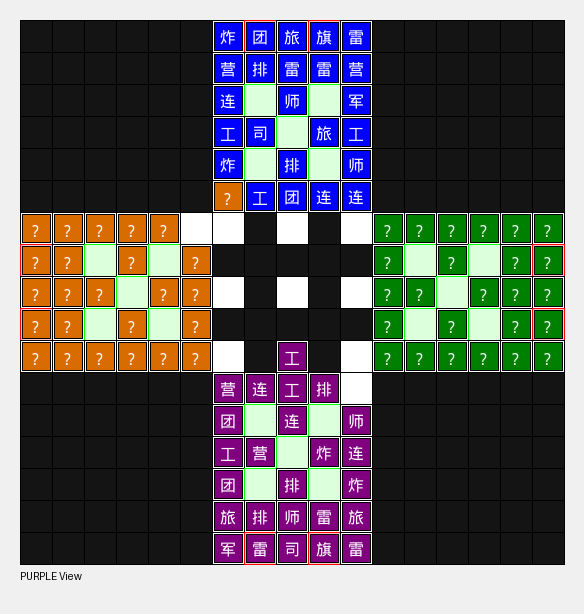 炸 团 旅 旗 雷
营 排 雷 雷 营
连 师 军
工 司 旅 工
炸 排 师
? 工 团 连 连
? ? ? ? ? ? ? ? ? ? ?
? ? ? ? ? ? ? ?
? ? ? ? ? ? ? ? ? ?
? ? ? ? ? ? ? ?
? ? ? ? ? ? 工 ? ? ? ? ? ?
营 连 工 排
团 连 师
工 营 炸 连
团 排 炸
旅 排 师 雷 旅
军 雷 司 旗 雷
PURPLE View